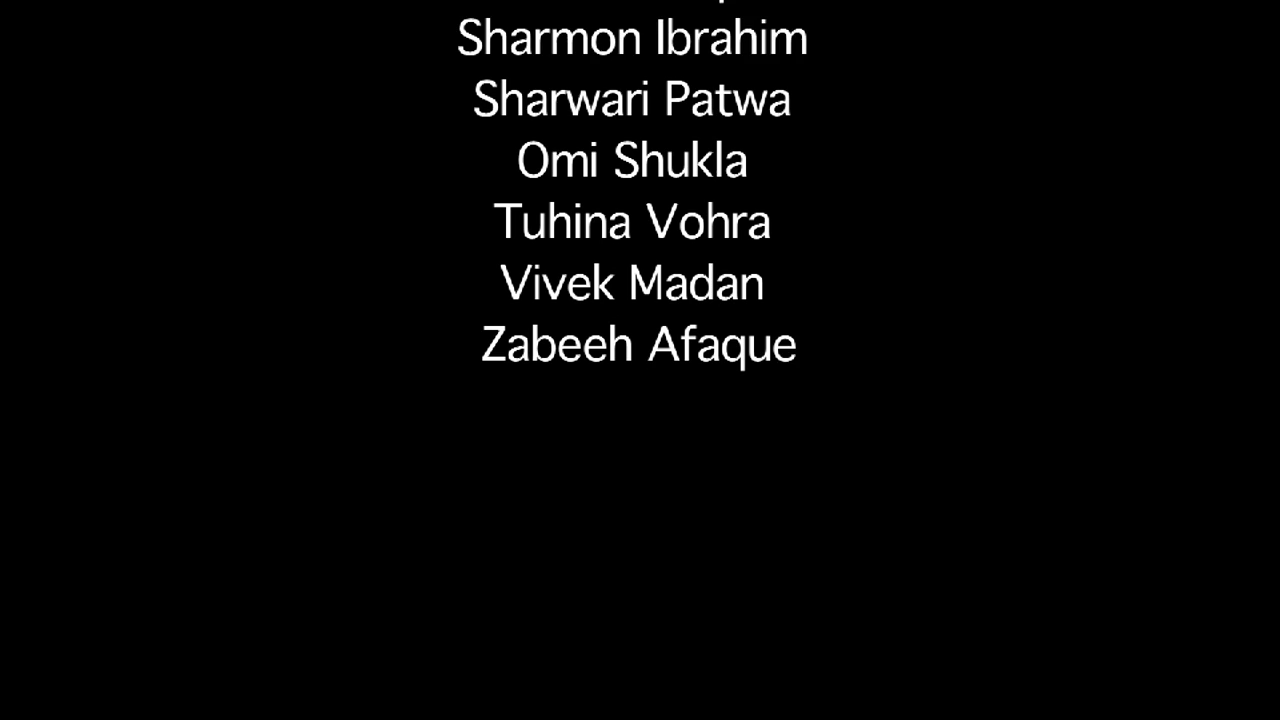 Sharmon Ibrahim
Sharwari Patwa
Omi Shukla
Tuhina Vohra
Vivek Madan
Zabeeh Afaque